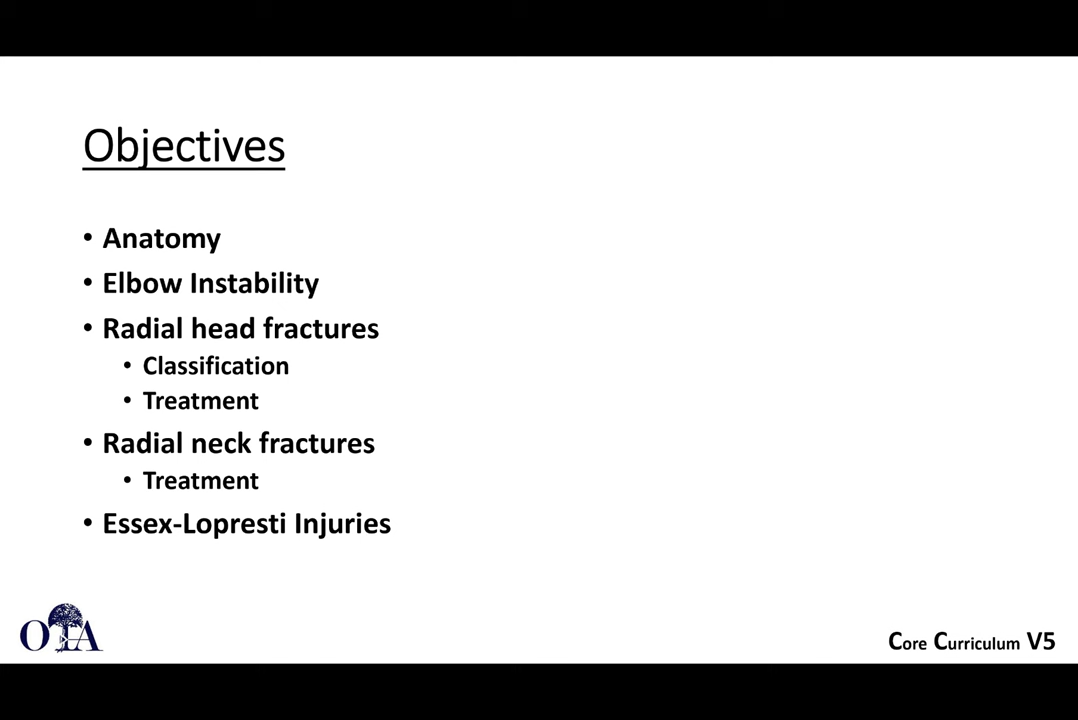 Objectives
• Anatomy
• Elbow Instability
• Radial head fractures
• Classification
• Treatment
• Radial neck fractures
• Treatment
• Essex-Lopresti Injuries
OTA
Core Curriculum V5